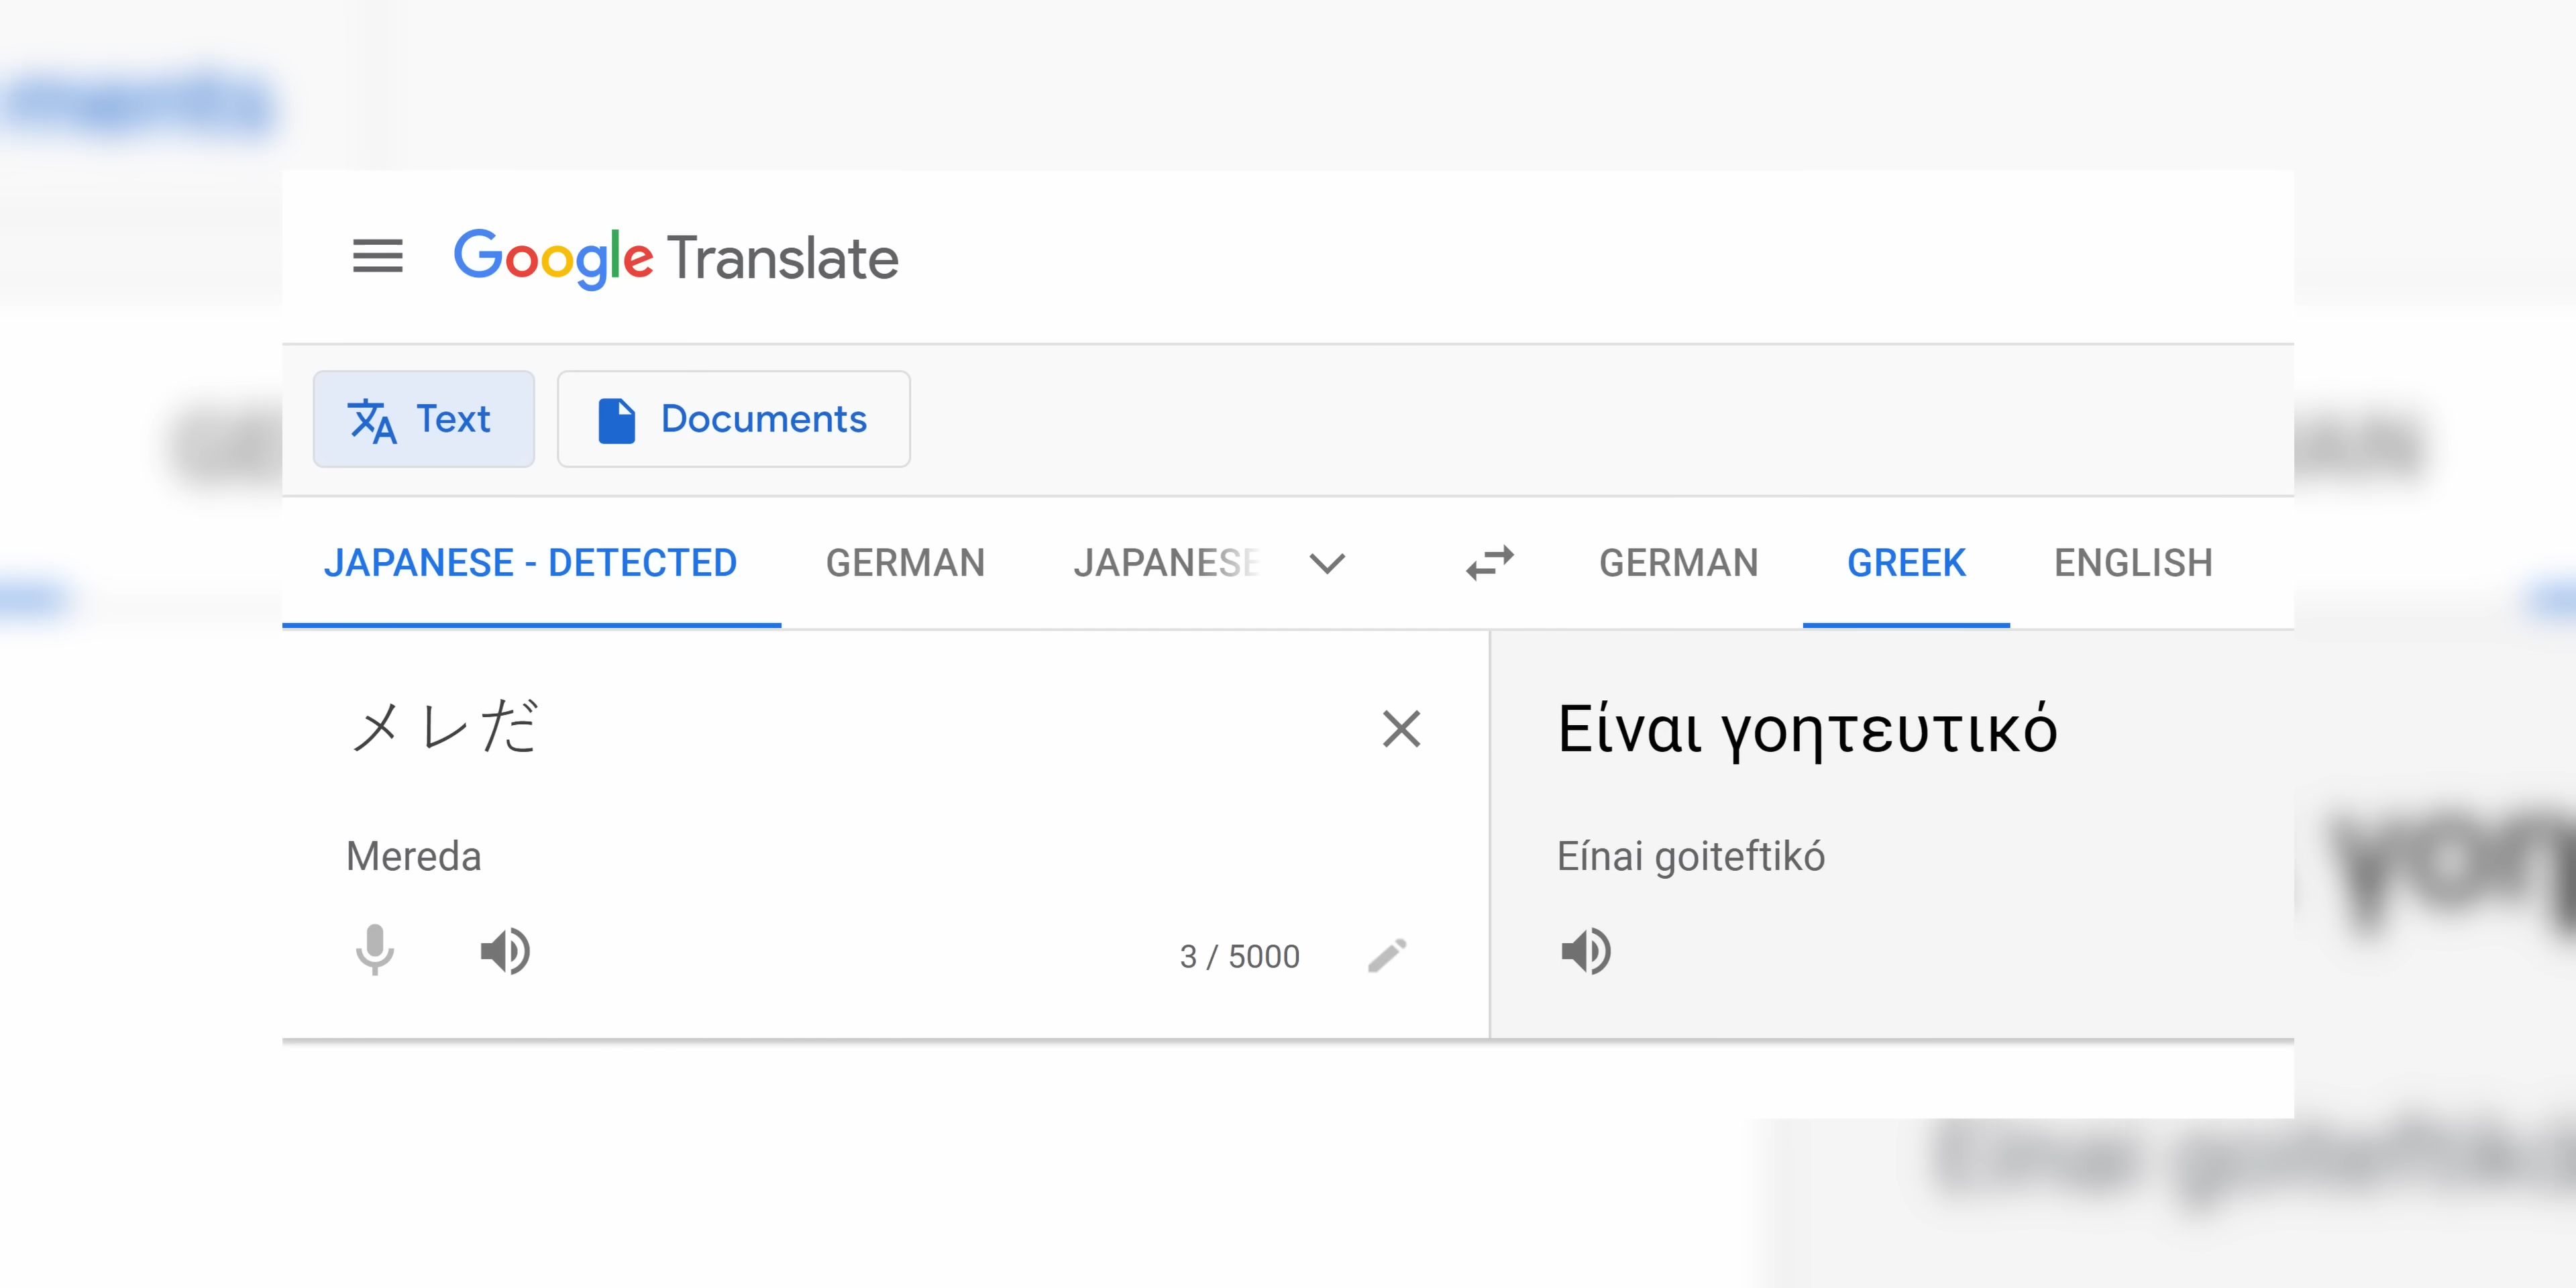 Google Translate
Text Documents
JAPANESE - DETECTED GERMAN JAPANESE GERMAN GREEK ENGLISH
メレだ Είναι γοητευτικό
Mereda Eínai goiteftikó
3 / 5000